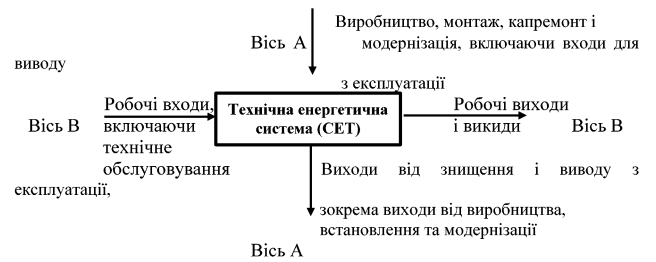 Виробництво, монтаж, капремонт і
Вісь А
модернізація, включаючи входи для
виводу
з експлуатації
Робочі входи,
включаючи
технічне
обслуговування
Вісь В
Технічна енергетична
система (СЕТ)
Робочі виходи
і викиди
Вісь В
Виходи від знищення і виводу з
експлуатації,
зокрема виходи від виробництва,
встановлення та модернізації
Вісь А